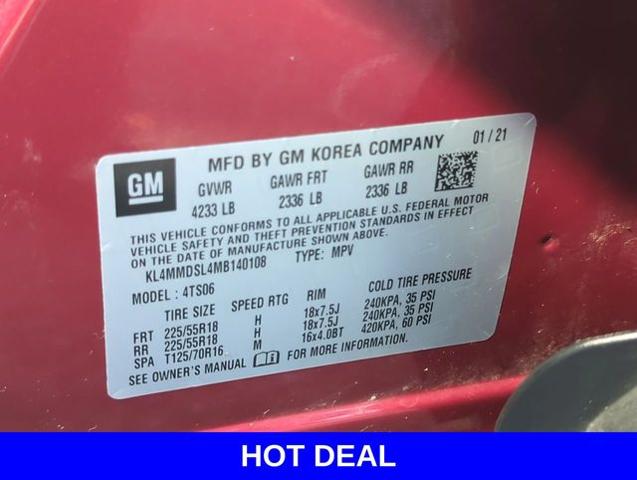 GM
MFD BY GM KOREA COMPANY 01/21
GVWR GAWR FRT GAWR RR
4233 LB 2336 LB 2336 LB
THIS VEHICLE CONFORMS TO ALL APPLICABLE U.S. FEDERAL MOTOR
VEHICLE SAFETY AND THEFT PREVENTION STANDARDS IN EFFECT
ON THE DATE OF MANUFACTURE SHOWN ABOVE.
KL4MMDSL4MB140108 TYPE: MPV
MODEL : 4TS06
TIRE SIZE SPEED RTG RIM COLD TIRE PRESSURE
FRT 225/55R18 H 18x7.5J 240KPA, 35 PSI
RR 225/55R18 H 18x7.5J 240KPA, 35 PSI
SPA T125/70R16 M 16x4.0BT 420KPA, 60 PSI
SEE OWNER'S MANUAL i FOR MORE INFORMATION.
HOT DEAL